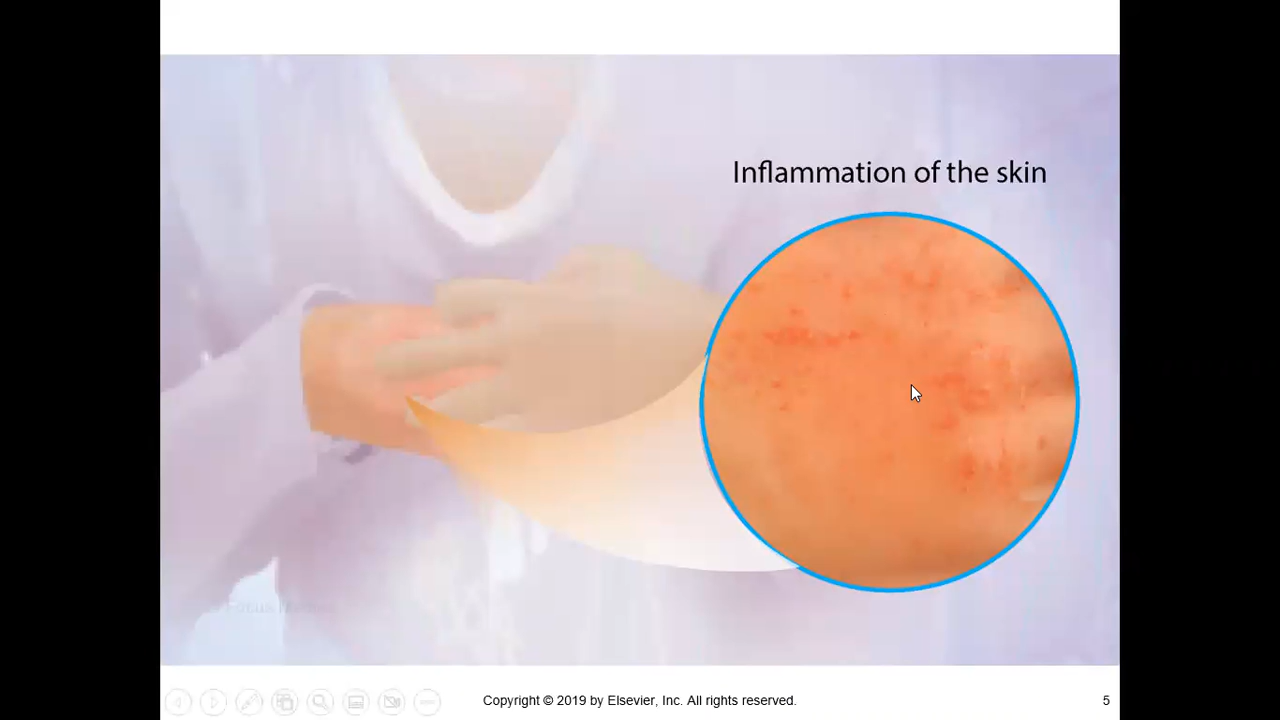 Inflammation of the skin
Copyright © 2019 by Elsevier, Inc. All rights reserved.
5